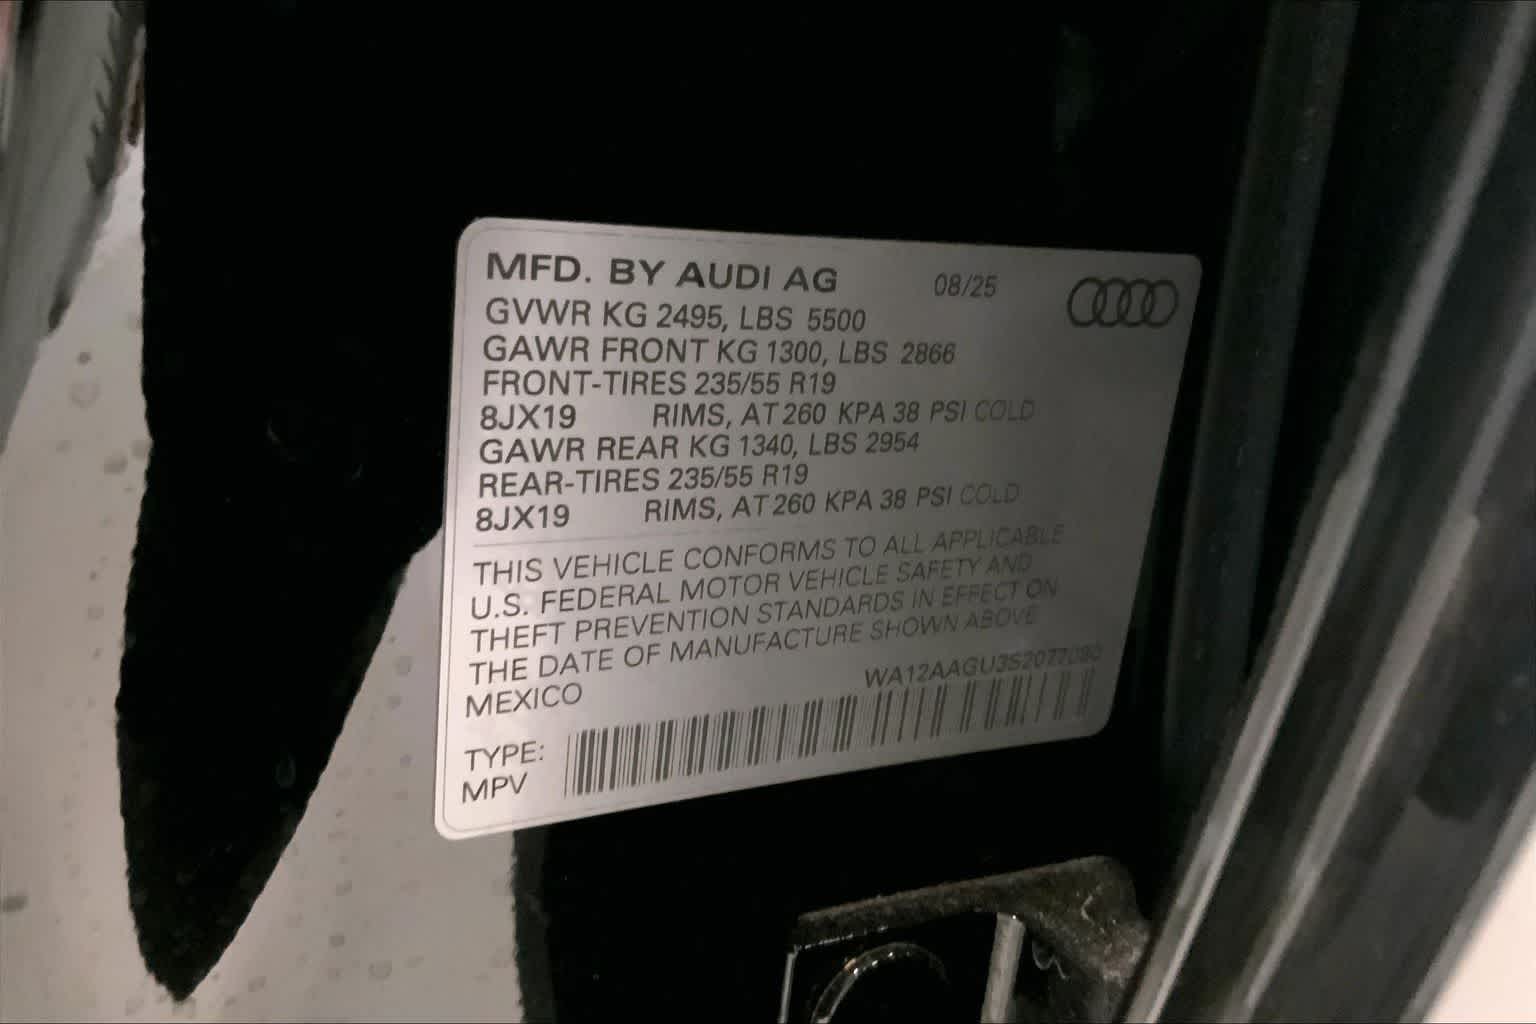 MFD. BY AUDI AG 08/25
GVWR KG 2495, LBS 5500
GAWR FRONT KG 1300, LBS 2866
FRONT-TIRES 235/55 R19
8JX19 RIMS, AT 260 KPA 38 PSI COLD
GAWR REAR KG 1340, LBS 2954
REAR-TIRES 235/55 R19
8JX19 RIMS, AT 260 KPA 38 PSI COLD
THIS VEHICLE CONFORMS TO ALL APPLICABLE
U.S. FEDERAL MOTOR VEHICLE SAFETY AND
THEFT PREVENTION STANDARDS IN EFFECT ON
THE DATE OF MANUFACTURE SHOWN ABOVE
MEXICO
WA12AAGU3S2077090
TYPE:
MPV